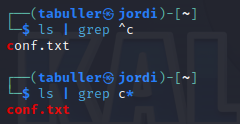 ┌──(tabuller㉿jordi)-[~]
└─$ ls | grep ^c
conf.txt
┌──(tabuller㉿jordi)-[~]
└─$ ls | grep c*
conf.txt